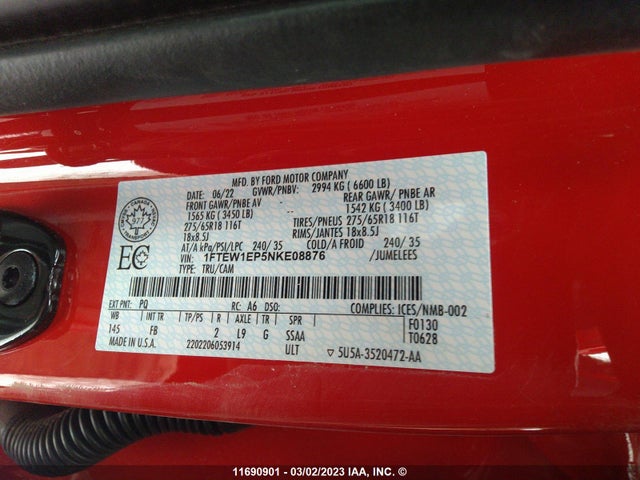 MFD. BY FORD MOTOR COMPANY
DATE: 06/22 GVWR/PNBV: 2994 KG ( 6600 LB)
FRONT GAWR/PNBE AV -- REAR GAWR/ PNBE AR
1565 KG ( 3450 LB) 1542 KG ( 3400 LB)
275/65R18 116T TIRES/PNEUS 275/65R18 116T
18x8.5J RIMS/JANTES 18x8.5J
AT/A kPa/PSI/LPC 240/ 35 COLD/A FROID 240/ 35
VIN: 1FTEW1EP5NKE08876 /JUMELEES
TYPE: TRU/CAM
CANADA
977
TRANSPORT
EC
EXT PNT: PQ RC: A6 DSO: COMPLIES: ICES/NMB-002
WB INT TR TP/PS R AXLE TR SPR F0130
145 FB 2 L9 G SSAA T0628
MADE IN U.S.A. 2202206053914 ULT ▽ 5U5A-3520472-AA
11690901 - 03/02/2023 IAA, INC. ©